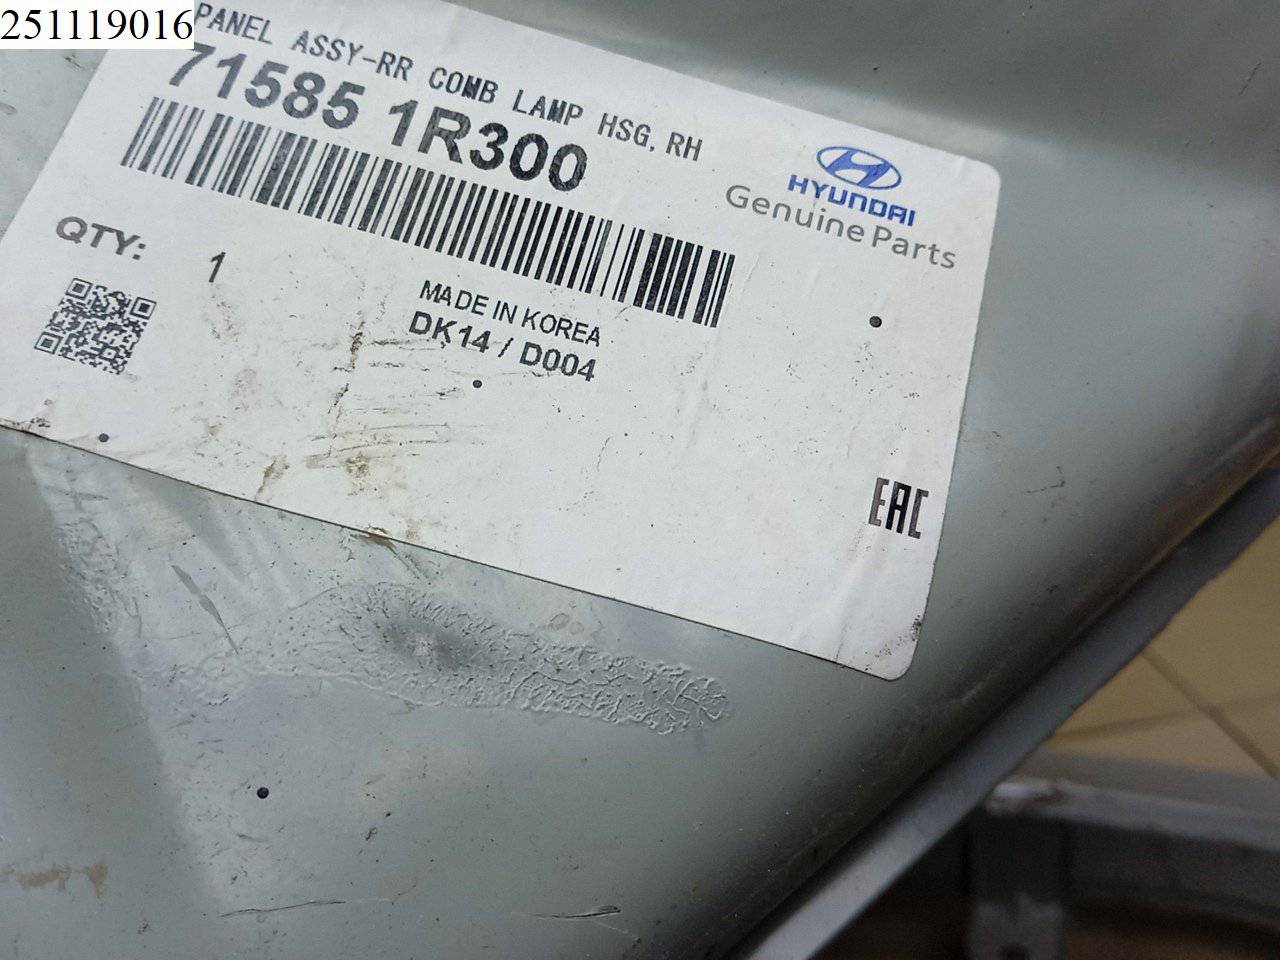 251119016
PANEL ASSY-RR COMB LAMP HSG, RH
71585 1R300
HYUNDAI
Genuine Parts
QTY: 1
MADE IN KOREA
DK14 / D004
EAC